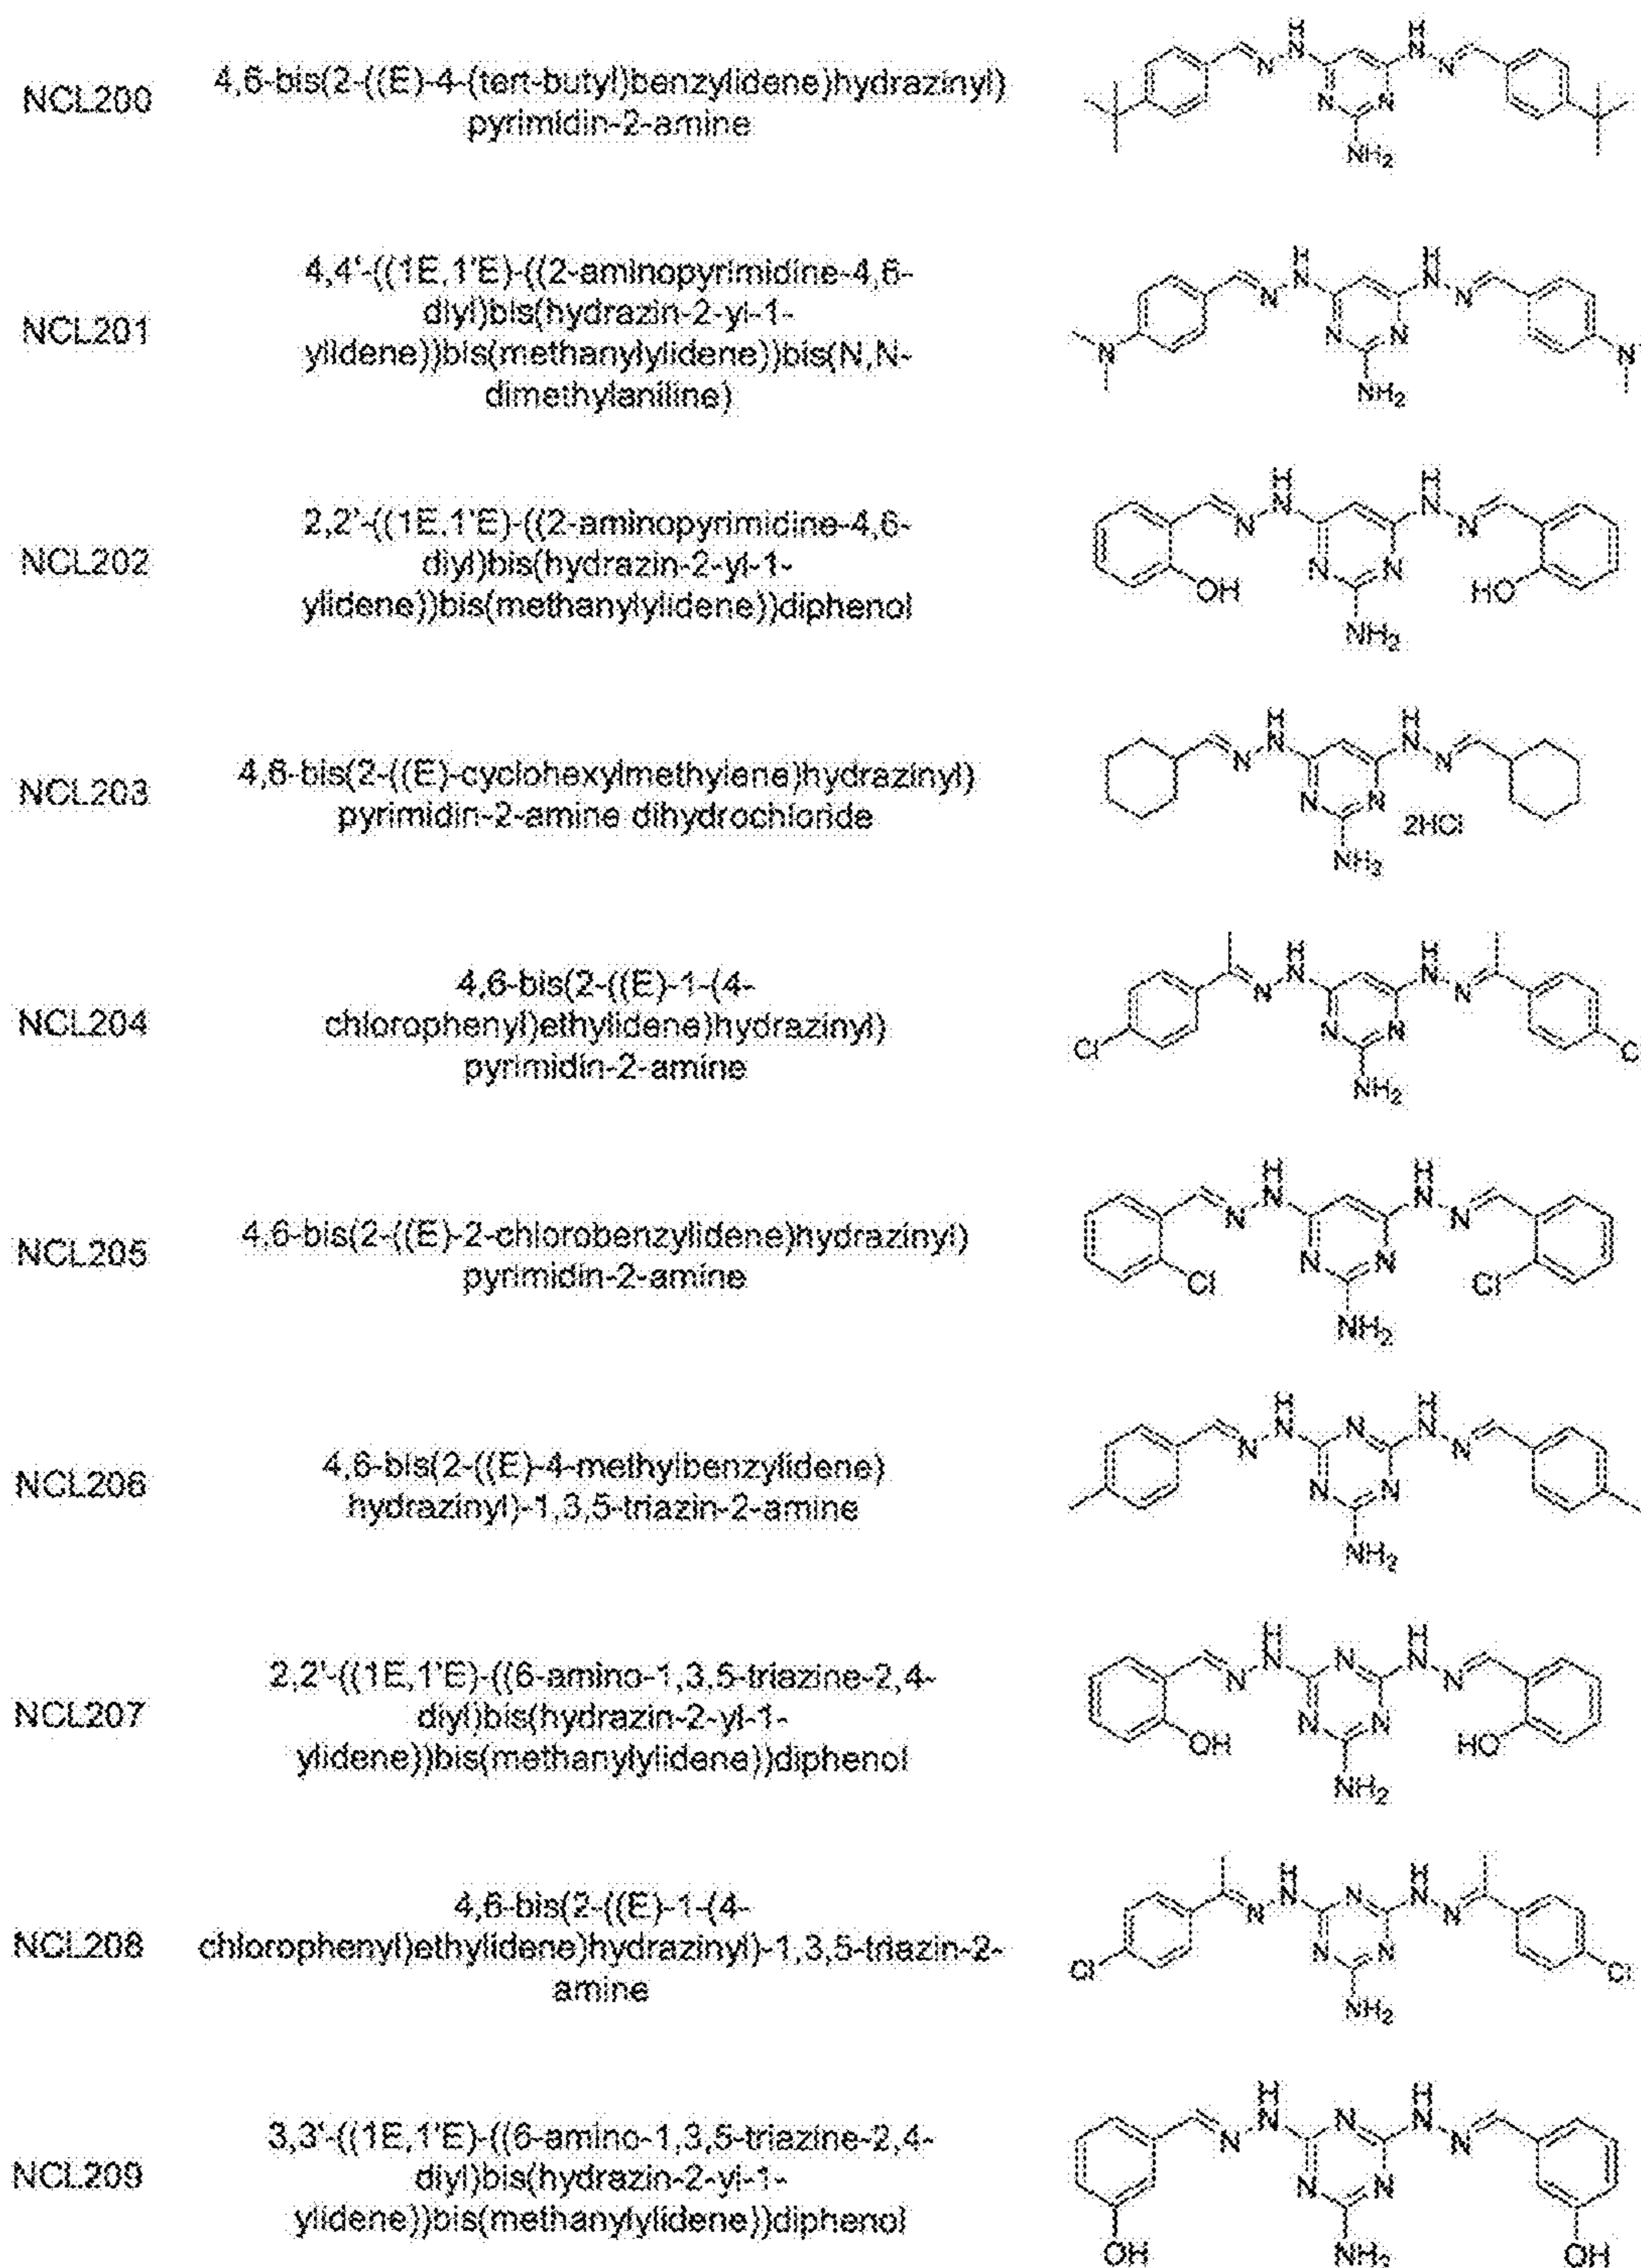 NCL200
4,6-bis(2-((E)-4-(tert-butyl)benzylidene)hydrazinyl)
pyrimidin-2-amine
H H
N N
N N
N N
NH2
NCL201
4,4'-((1E,1'E)-((2-aminopyrimidine-4,6-
diyl)bis(hydrazin-2-yl-1-
ylidene))bis(methanylylidene))bis(N,N-
dimethylaniline)
H H
N N
N N
N N N N
NH2
NCL202
2,2'-((1E,1'E)-((2-aminopyrimidine-4,6-
diyl)bis(hydrazin-2-yl-1-
ylidene))bis(methanylylidene))diphenol
H H
N N
N N
N N
OH HO
NH2
NCL203
4,6-bis(2-((E)-cyclohexylmethylene)hydrazinyl)
pyrimidin-2-amine dihydrochloride
H H
N N
N N
N N
2HCl
NH2
NCL204
4,6-bis(2-((E)-1-(4-
chlorophenyl)ethylidene)hydrazinyl)
pyrimidin-2-amine
H H
N N
N N
N N
Cl Cl
NH2
NCL205
4,6-bis(2-((E)-2-chlorobenzylidene)hydrazinyl)
pyrimidin-2-amine
H H
N N
N N
N N
Cl Cl
NH2
NCL206
4,6-bis(2-((E)-4-methylbenzylidene)
hydrazinyl)-1,3,5-triazin-2-amine
H H
N N N
N N
N N
NH2
NCL207
2,2'-((1E,1'E)-((6-amino-1,3,5-triazine-2,4-
diyl)bis(hydrazin-2-yl-1-
ylidene))bis(methanylylidene))diphenol
H H
N N N
N N
N N
OH HO
NH2
NCL208
4,6-bis(2-((E)-1-(4-
chlorophenyl)ethylidene)hydrazinyl)-1,3,5-triazin-2-
amine
H H
N N N
N N
N N
Cl Cl
NH2
NCL209
3,3'-((1E,1'E)-((6-amino-1,3,5-triazine-2,4-
diyl)bis(hydrazin-2-yl-1-
ylidene))bis(methanylylidene))diphenol
H H
N N N
N N
N N
OH NH2 OH